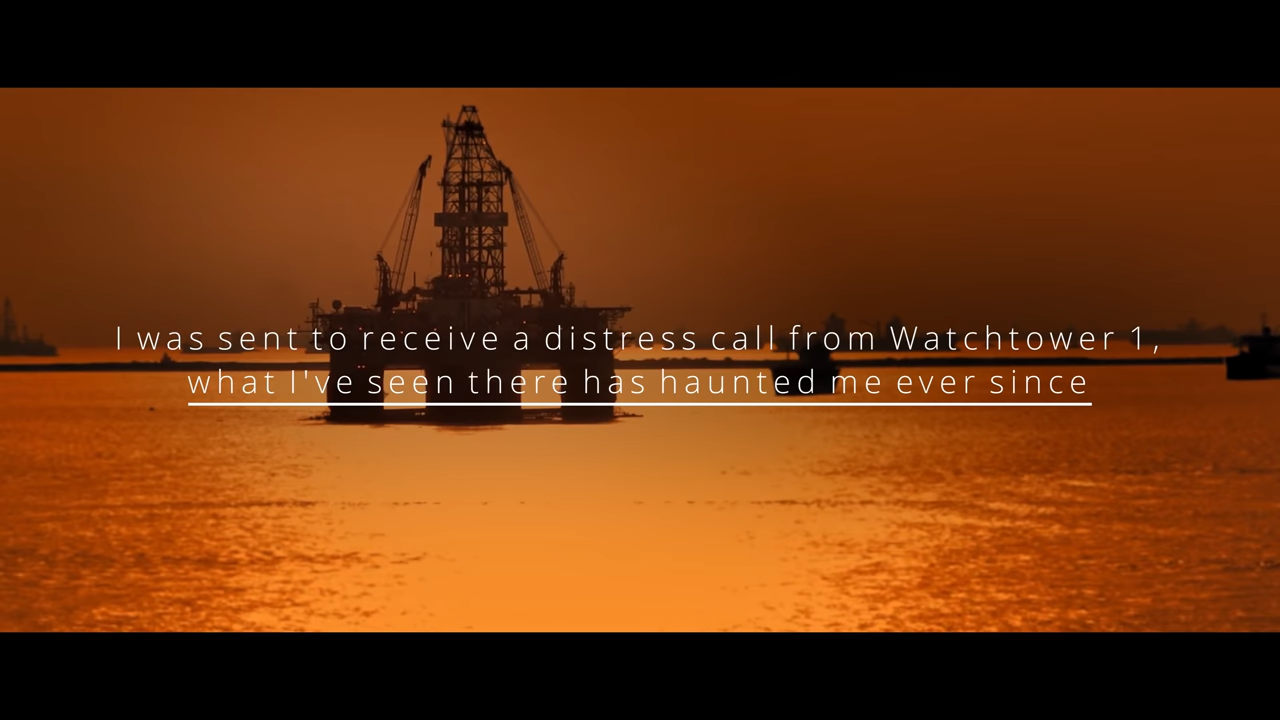 I was sent to receive a distress call from Watchtower 1,
what I've seen there has haunted me ever since